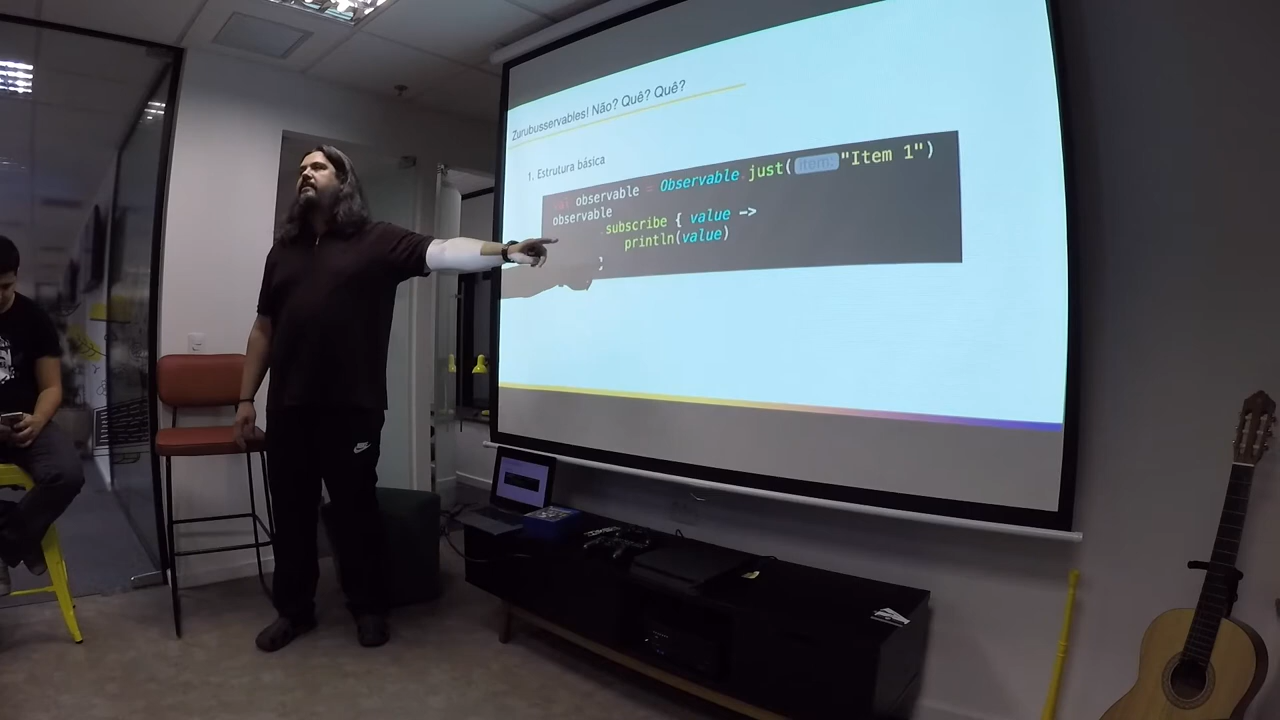 Zurubusservables! Não? Quê? Quê?
1. Estrutura básica
val observable = Observable.just( item: "Item 1")
observable
.subscribe { value ->
println(value)
}